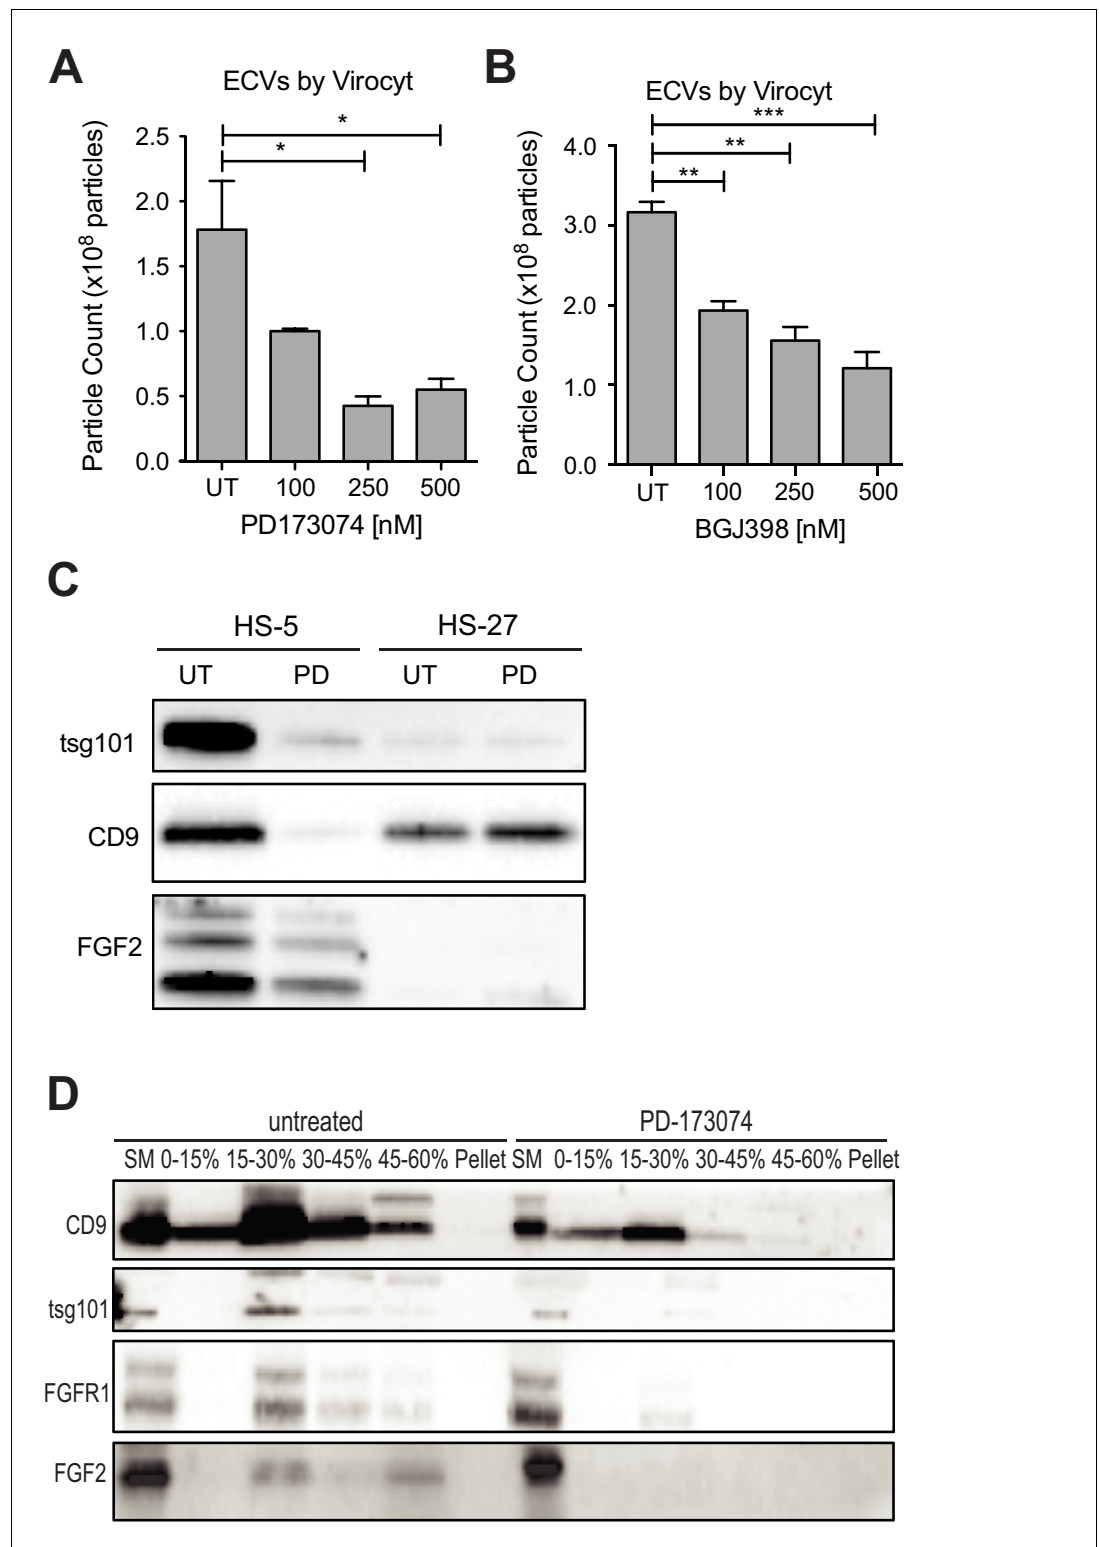 A
ECVs by Virocyt
*
*
Particle Count (x10⁸ particles)
2.5
2.0
1.5
1.0
0.5
0.0
UT 100 250 500
PD173074 [nM]
B
ECVs by Virocyt
***
**
**
Particle Count (x10⁸ particles)
4.0
3.0
2.0
1.0
0.0
UT 100 250 500
BGJ398 [nM]
C
HS-5 HS-27
UT PD UT PD
tsg101
CD9
FGF2
D
untreated PD-173074
SM 0-15% 15-30% 30-45% 45-60% Pellet SM 0-15% 15-30% 30-45% 45-60% Pellet
CD9
tsg101
FGFR1
FGF2